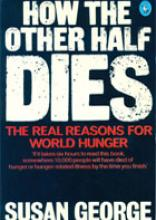 HOW THE
OTHER HALF
DIES
THE REAL REASONS FOR
WORLD HUNGER
'If it takes six hours to read this book,
somewhere 10,000 people will have died of
hunger or hunger-related illness by the time you finish'
SUSAN GEORGE